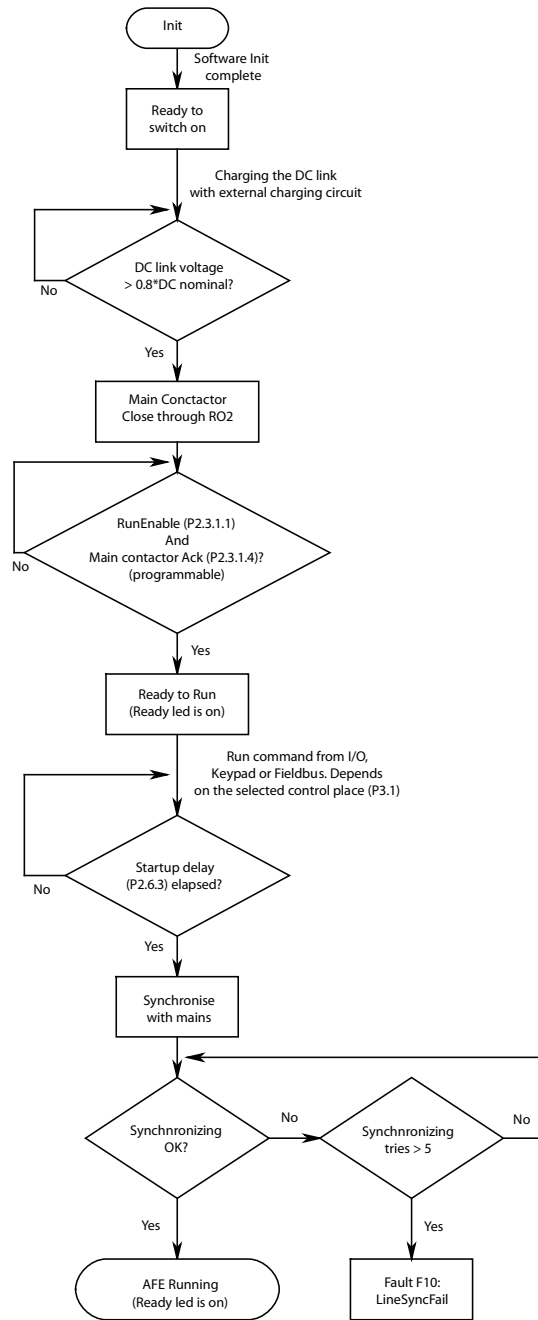 Init
Software Init
complete
Ready to
switch on
Charging the DC link
with external charging circuit
DC link voltage
> 0.8*DC nominal?
No
Yes
Main Conctactor
Close through RO2
RunEnable (P2.3.1.1)
And
Main contactor Ack (P2.3.1.4)?
(programmable)
No
Yes
Ready to Run
(Ready led is on)
Run command from I/O,
Keypad or Fieldbus. Depends
on the selected control place (P3.1)
Startup delay
(P2.6.3) elapsed?
No
Yes
Synchronise
with mains
Synchnronizing
OK?
No
Synchnronizing
tries > 5
No
Yes
Yes
AFE Running
(Ready led is on)
Fault F10:
LineSyncFail